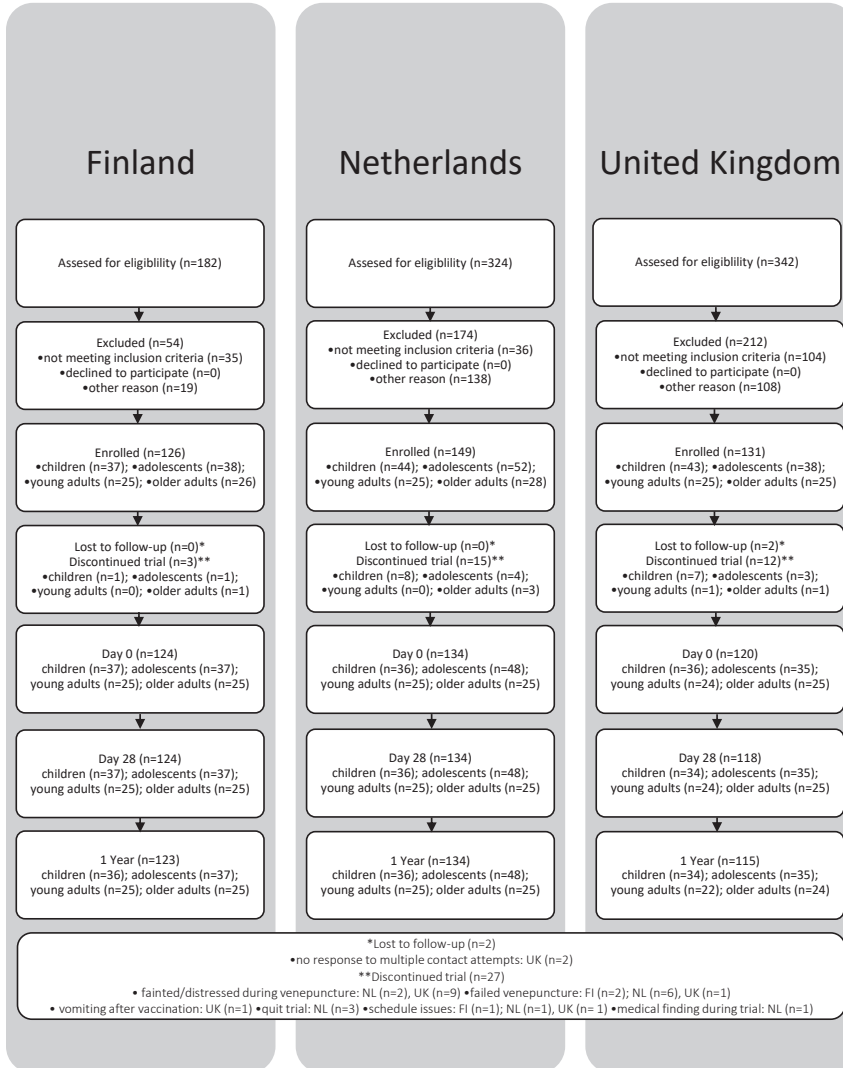 Finland
Assesed for eligiblility (n=182)
Excluded (n=54)
•not meeting inclusion criteria (n=35)
•declined to participate (n=0)
•other reason (n=19)
Enrolled (n=126)
•children (n=37); •adolescents (n=38);
•young adults (n=25); •older adults (n=26)
Lost to follow-up (n=0)*
Discontinued trial (n=3)**
•children (n=1); •adolescents (n=1);
•young adults (n=0); •older adults (n=1)
Day 0 (n=124)
children (n=37); adolescents (n=37);
young adults (n=25); older adults (n=25)
Day 28 (n=124)
children (n=37); adolescents (n=37);
young adults (n=25); older adults (n=25)
1 Year (n=123)
children (n=36); adolescents (n=37);
young adults (n=25); older adults (n=25)
Netherlands
Assesed for eligiblility (n=324)
Excluded (n=174)
•not meeting inclusion criteria (n=36)
•declined to participate (n=0)
•other reason (n=138)
Enrolled (n=149)
•children (n=44); •adolescents (n=52);
•young adults (n=25); •older adults (n=28)
Lost to follow-up (n=0)*
Discontinued trial (n=15)**
•children (n=8); •adolescents (n=4);
•young adults (n=0); •older adults (n=3)
Day 0 (n=134)
children (n=36); adolescents (n=48);
young adults (n=25); older adults (n=25)
Day 28 (n=134)
children (n=36); adolescents (n=48);
young adults (n=25); older adults (n=25)
1 Year (n=134)
children (n=36); adolescents (n=48);
young adults (n=25); older adults (n=25)
United Kingdom
Assesed for eligiblility (n=342)
Excluded (n=212)
•not meeting inclusion criteria (n=104)
•declined to participate (n=0)
•other reason (n=108)
Enrolled (n=131)
•children (n=43); •adolescents (n=38);
•young adults (n=25); •older adults (n=25)
Lost to follow-up (n=2)*
Discontinued trial (n=12)**
•children (n=7); •adolescents (n=3);
•young adults (n=1); •older adults (n=1)
Day 0 (n=120)
children (n=36); adolescents (n=35);
young adults (n=24); older adults (n=25)
Day 28 (n=118)
children (n=34); adolescents (n=35);
young adults (n=24); older adults (n=25)
1 Year (n=115)
children (n=34); adolescents (n=35);
young adults (n=22); older adults (n=24)
*Lost to follow-up (n=2)
•no response to multiple contact attempts: UK (n=2)
**Discontinued trial (n=27)
• fainted/distressed during venepuncture: NL (n=2), UK (n=9) •failed venepuncture: FI (n=2); NL (n=6), UK (n=1)
• vomiting after vaccination: UK (n=1) •quit trial: NL (n=3) •schedule issues: FI (n=1); NL (n=1), UK (n= 1) •medical finding during trial: NL (n=1)